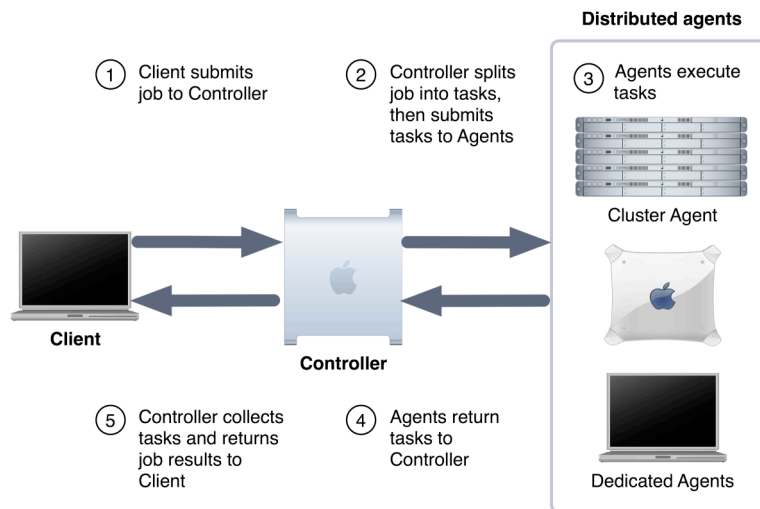 Distributed agents
1
Client submits
job to Controller
2
Controller splits
job into tasks,
then submits
tasks to Agents
3
Agents execute
tasks
Cluster Agent
Client
Controller
5
Controller collects
tasks and returns
job results to
Client
4
Agents return
tasks to
Controller
Dedicated Agents